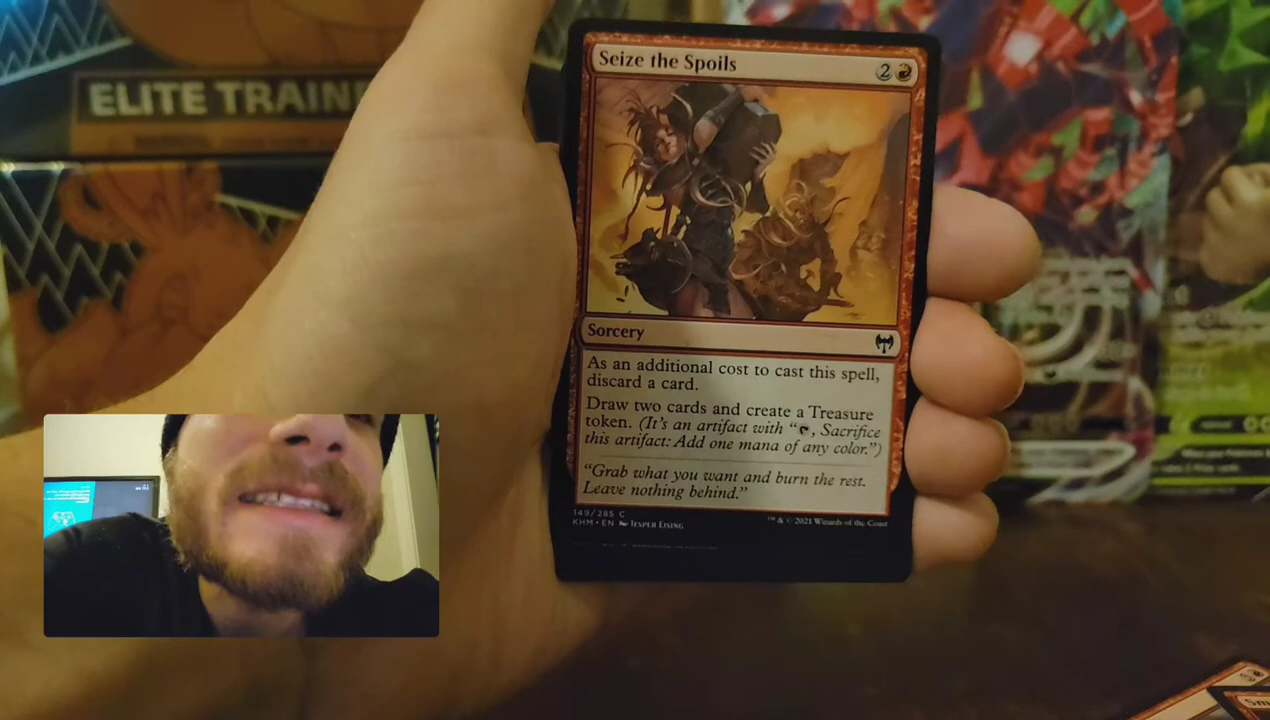 ELITE TRAINE
Seize the Spoils
2
Sorcery
As an additional cost to cast this spell,
discard a card.
Draw two cards and create a Treasure
token. (It's an artifact with “, Sacrifice
this artifact: Add one mana of any color.”)
“Grab what you want and burn the rest.
Leave nothing behind.”
149/285 C
KHM • EN Jesper Ejsing
™ & © 2021 Wizards of the Coast